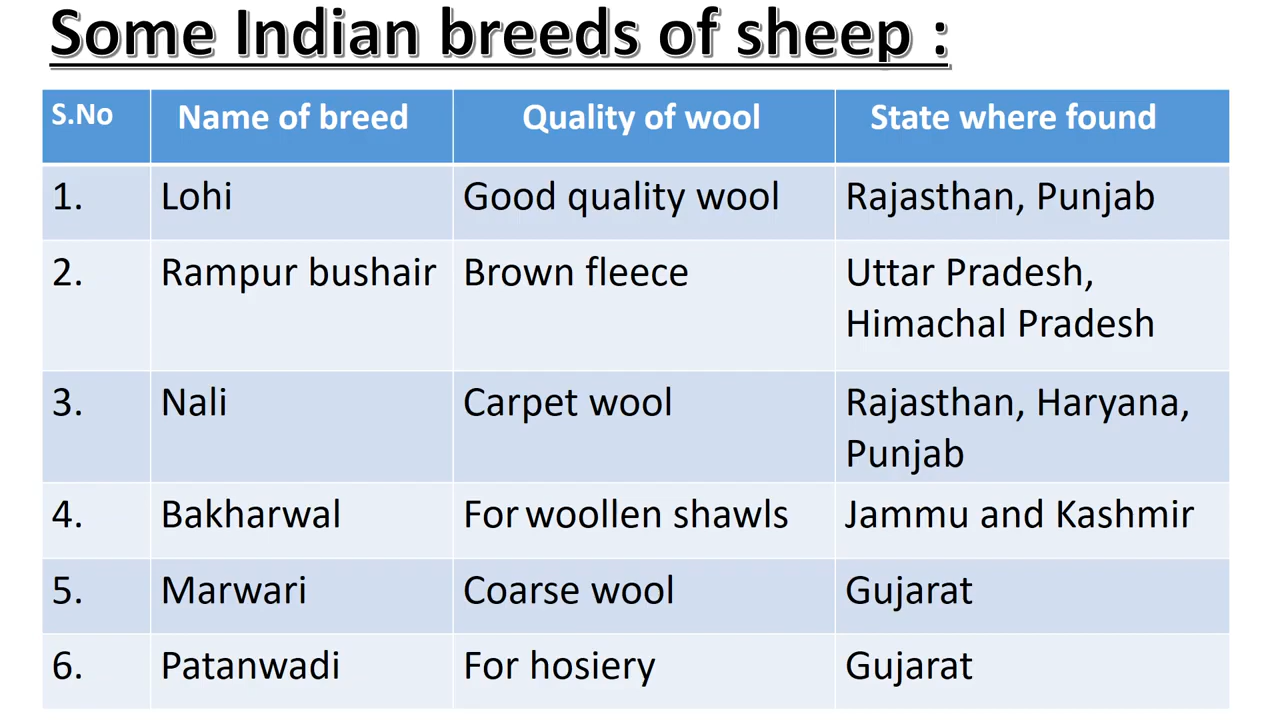 Some Indian breeds of sheep :
S.No Name of breed Quality of wool State where found
1. Lohi Good quality wool Rajasthan, Punjab
2. Rampur bushair Brown fleece Uttar Pradesh,
Himachal Pradesh
3. Nali Carpet wool Rajasthan, Haryana,
Punjab
4. Bakharwal For woollen shawls Jammu and Kashmir
5. Marwari Coarse wool Gujarat
6. Patanwadi For hosiery Gujarat